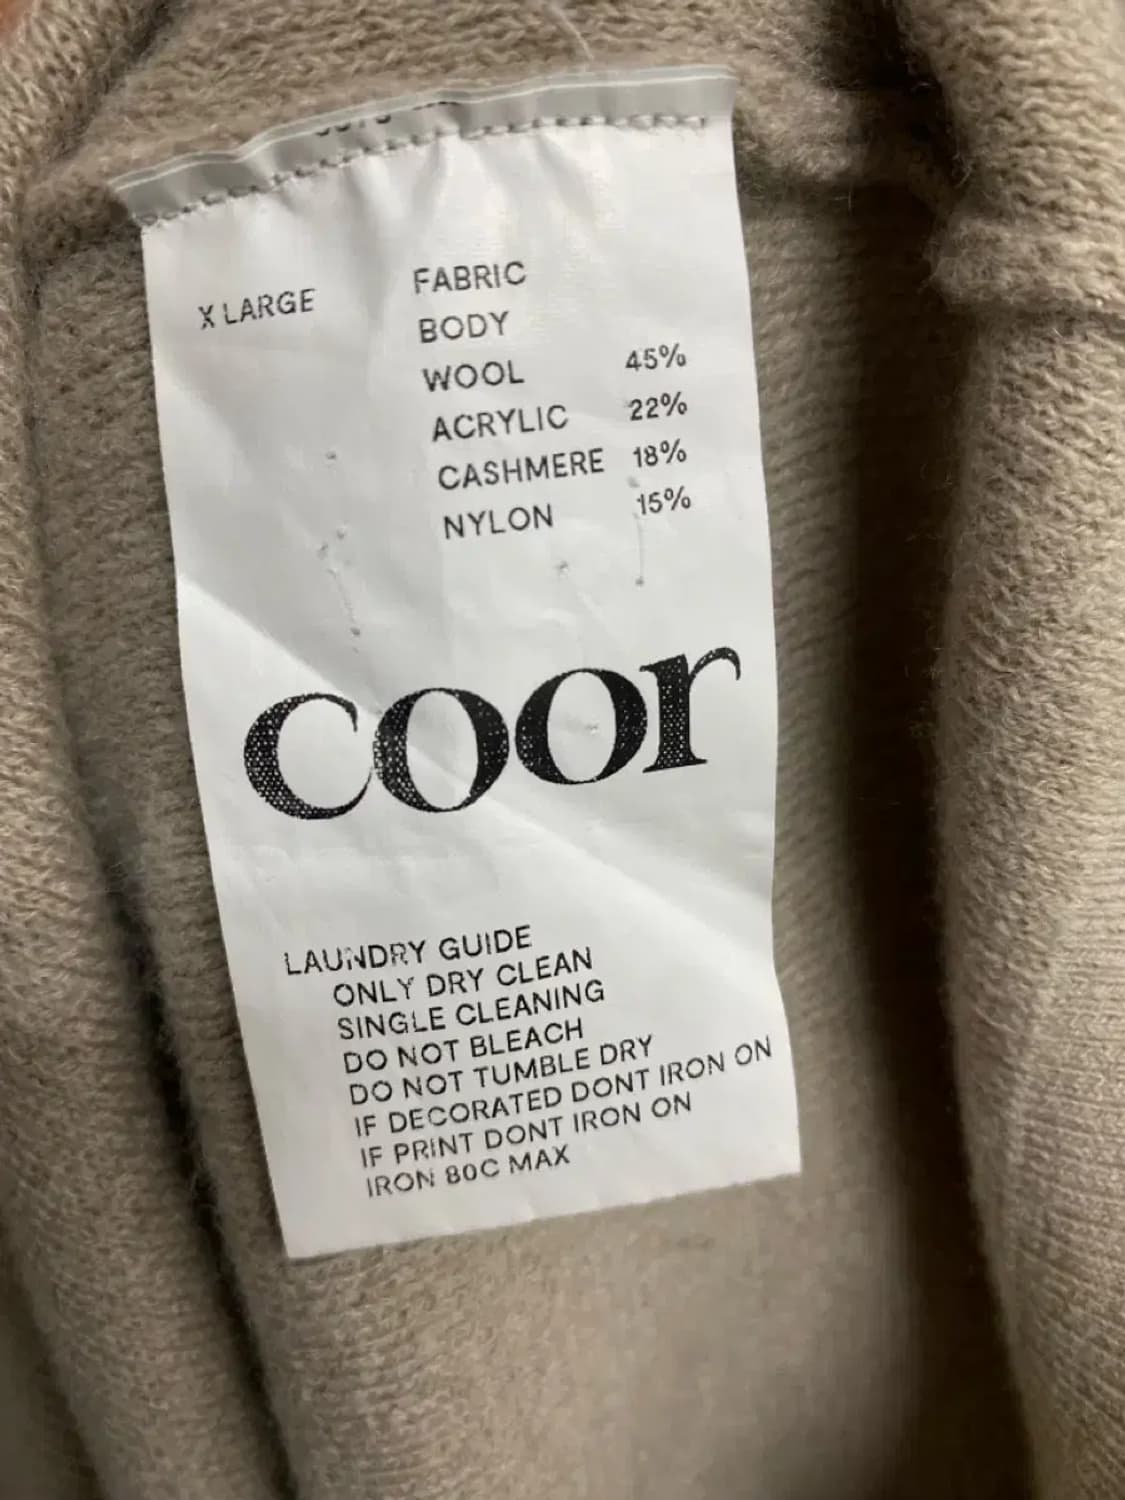 X LARGE
FABRIC
BODY
WOOL 45%
ACRYLIC 22%
CASHMERE 18%
NYLON 15%
coor
LAUNDRY GUIDE
ONLY DRY CLEAN
SINGLE CLEANING
DO NOT BLEACH
DO NOT TUMBLE DRY
IF DECORATED DONT IRON ON
IF PRINT DONT IRON ON
IRON 80C MAX